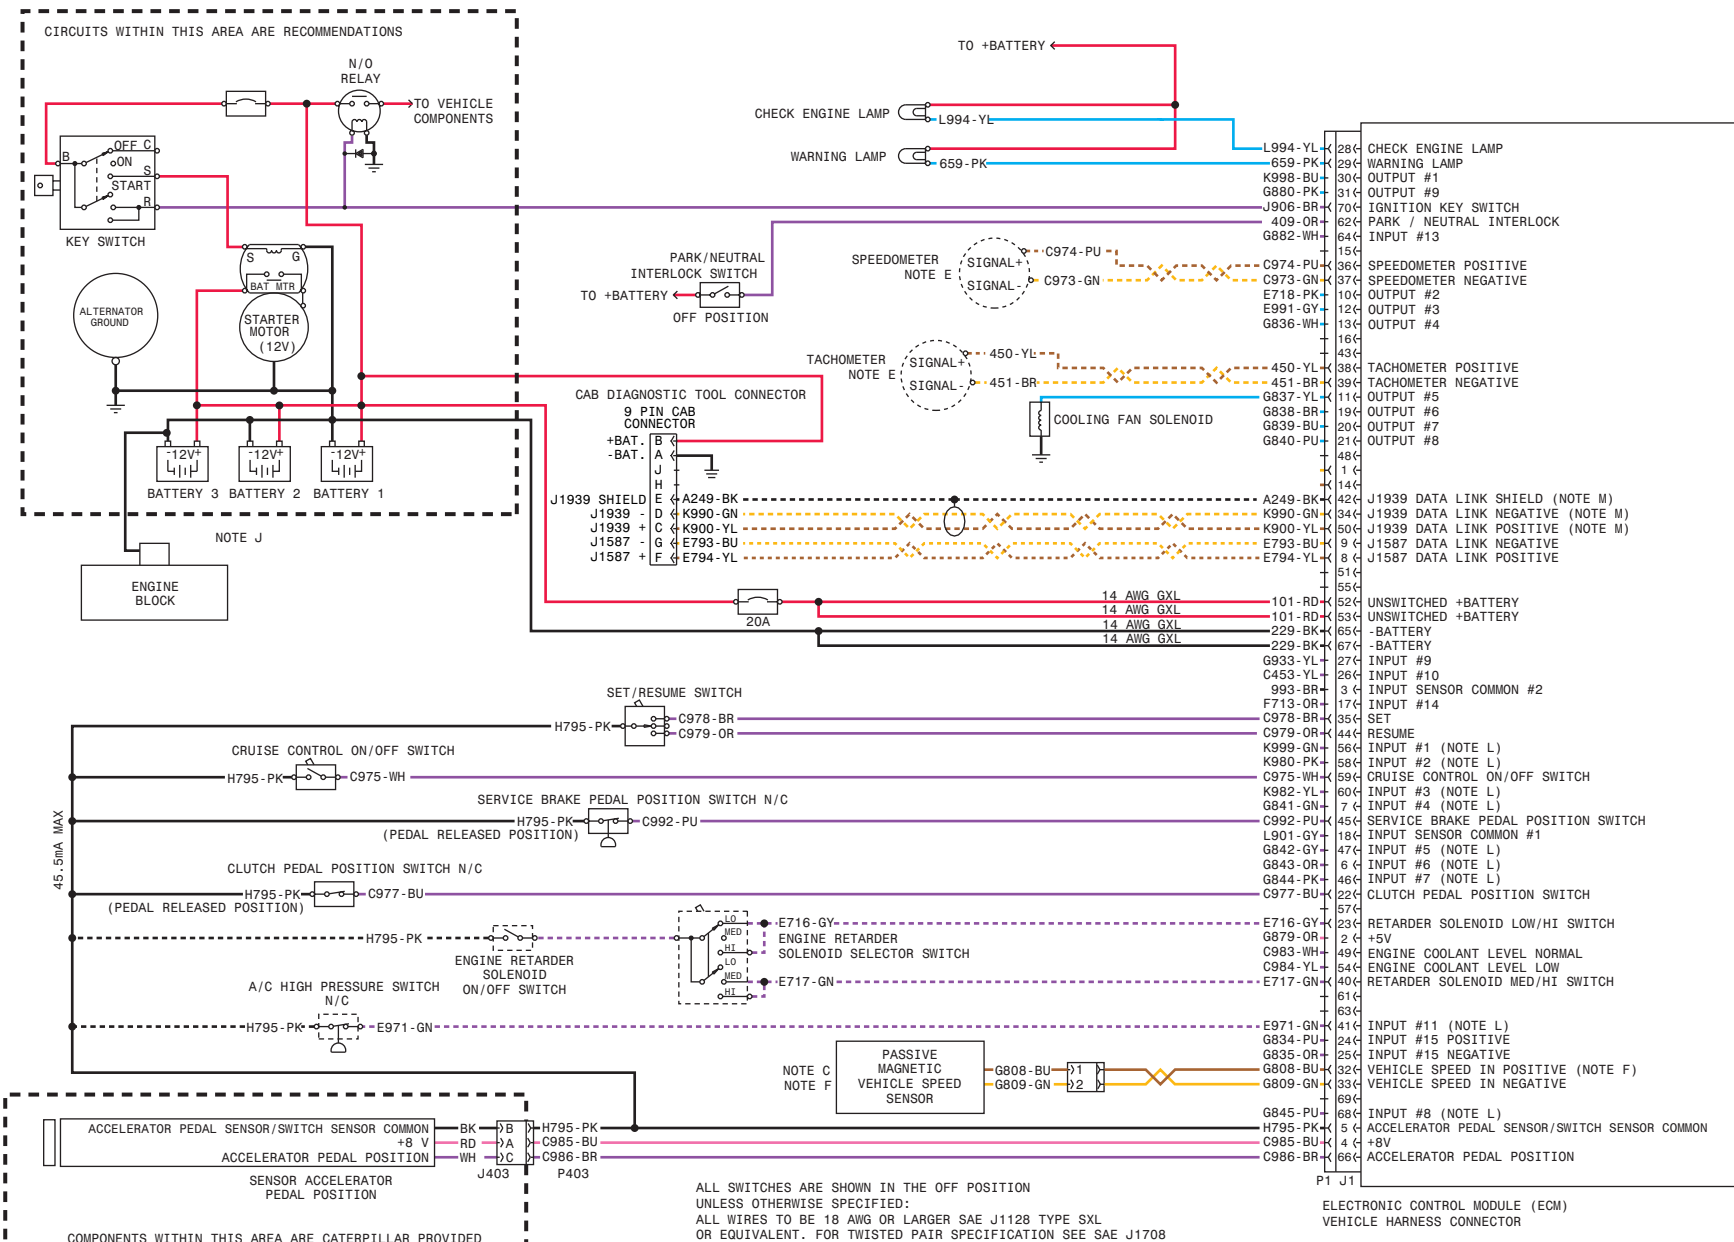 CIRCUITS WITHIN THIS AREA ARE RECOMMENDATIONS
N/O
RELAY
TO VEHICLE
COMPONENTS
OFF C
B
ON
S
START
R
KEY SWITCH
S
G
BAT MTR
STARTER
MOTOR
(12V)
ALTERNATOR
GROUND
-12V+
-12V+
-12V+
BATTERY 3
BATTERY 2
BATTERY 1
NOTE J
ENGINE
BLOCK
TO +BATTERY
CHECK ENGINE LAMP
L994-YL
WARNING LAMP
659-PK
PARK/NEUTRAL
INTERLOCK SWITCH
TO +BATTERY
OFF POSITION
SPEEDOMETER
NOTE E
SIGNAL+
SIGNAL-
C974-PU
C973-GN
TACHOMETER
NOTE E
SIGNAL+
SIGNAL-
450-YL
451-BR
COOLING FAN SOLENOID
CAB DIAGNOSTIC TOOL CONNECTOR
9 PIN CAB
CONNECTOR
+BAT. B
-BAT. A
J
H
J1939 SHIELD E A249-BK
J1939 - D K990-GN
J1939 + C K900-YL
J1587 - G E793-BU
J1587 + F E794-YL
20A
14 AWG GXL
14 AWG GXL
14 AWG GXL
14 AWG GXL
SET/RESUME SWITCH
H795-PK
C978-BR
C979-OR
CRUISE CONTROL ON/OFF SWITCH
H795-PK
C975-WH
SERVICE BRAKE PEDAL POSITION SWITCH N/C
H795-PK
C992-PU
(PEDAL RELEASED POSITION)
45.5mA MAX
CLUTCH PEDAL POSITION SWITCH N/C
H795-PK
C977-BU
(PEDAL RELEASED POSITION)
H795-PK
ENGINE RETARDER
SOLENOID
ON/OFF SWITCH
LO
MED
HI
LO
MED
HI
E716-GY
ENGINE RETARDER
SOLENOID SELECTOR SWITCH
E717-GN
A/C HIGH PRESSURE SWITCH
N/C
H795-PK
E971-GN
NOTE C
NOTE F
PASSIVE
MAGNETIC
VEHICLE SPEED
SENSOR
G808-BU
G809-GN
1
2
ACCELERATOR PEDAL SENSOR/SWITCH SENSOR COMMON BK B H795-PK
+8 V RD A C985-BU
ACCELERATOR PEDAL POSITION WH C C986-BR
J403
P403
SENSOR ACCELERATOR
PEDAL POSITION
COMPONENTS WITHIN THIS AREA ARE CATERPILLAR PROVIDED
ALL SWITCHES ARE SHOWN IN THE OFF POSITION
UNLESS OTHERWISE SPECIFIED:
ALL WIRES TO BE 18 AWG OR LARGER SAE J1128 TYPE SXL
OR EQUIVALENT. FOR TWISTED PAIR SPECIFICATION SEE SAE J1708
L994-YL 28 CHECK ENGINE LAMP
659-PK 29 WARNING LAMP
K998-BU 30 OUTPUT #1
G880-PK 31 OUTPUT #9
J906-BR 70 IGNITION KEY SWITCH
409-OR 62 PARK / NEUTRAL INTERLOCK
G882-WH 64 INPUT #13
15
C974-PU 36 SPEEDOMETER POSITIVE
C973-GN 37 SPEEDOMETER NEGATIVE
E718-PK 10 OUTPUT #2
E991-GY 12 OUTPUT #3
G836-WH 13 OUTPUT #4
16
43
450-YL 38 TACHOMETER POSITIVE
451-BR 39 TACHOMETER NEGATIVE
G837-YL 11 OUTPUT #5
G838-BR 19 OUTPUT #6
G839-BU 20 OUTPUT #7
G840-PU 21 OUTPUT #8
48
1
14
A249-BK 42 J1939 DATA LINK SHIELD (NOTE M)
K990-GN 34 J1939 DATA LINK NEGATIVE (NOTE M)
K900-YL 50 J1939 DATA LINK POSITIVE (NOTE M)
E793-BU 9 J1587 DATA LINK NEGATIVE
E794-YL 8 J1587 DATA LINK POSITIVE
51
55
101-RD 52 UNSWITCHED +BATTERY
101-RD 53 UNSWITCHED +BATTERY
229-BK 65 -BATTERY
229-BK 67 -BATTERY
G933-YL 27 INPUT #9
C453-YL 26 INPUT #10
993-BR 3 INPUT SENSOR COMMON #2
F713-OR 17 INPUT #14
C978-BR 35 SET
C979-OR 44 RESUME
K999-GN 56 INPUT #1 (NOTE L)
K980-PK 58 INPUT #2 (NOTE L)
C975-WH 59 CRUISE CONTROL ON/OFF SWITCH
K982-YL 60 INPUT #3 (NOTE L)
G841-GN 7 INPUT #4 (NOTE L)
C992-PU 45 SERVICE BRAKE PEDAL POSITION SWITCH
L901-GY 18 INPUT SENSOR COMMON #1
G842-GY 47 INPUT #5 (NOTE L)
G843-OR 6 INPUT #6 (NOTE L)
G844-PK 46 INPUT #7 (NOTE L)
C977-BU 22 CLUTCH PEDAL POSITION SWITCH
57
E716-GY 23 RETARDER SOLENOID LOW/HI SWITCH
G879-OR 2 +5V
C983-WH 49 ENGINE COOLANT LEVEL NORMAL
C984-YL 54 ENGINE COOLANT LEVEL LOW
E717-GN 40 RETARDER SOLENOID MED/HI SWITCH
61
63
E971-GN 41 INPUT #11 (NOTE L)
G834-PU 24 INPUT #15 POSITIVE
G835-OR 25 INPUT #15 NEGATIVE
G808-BU 32 VEHICLE SPEED IN POSITIVE (NOTE F)
G809-GN 33 VEHICLE SPEED IN NEGATIVE
69
G845-PU 68 INPUT #8 (NOTE L)
H795-PK 5 ACCELERATOR PEDAL SENSOR/SWITCH SENSOR COMMON
C985-BU 4 +8V
C986-BR 66 ACCELERATOR PEDAL POSITION
P1 J1
ELECTRONIC CONTROL MODULE (ECM)
VEHICLE HARNESS CONNECTOR